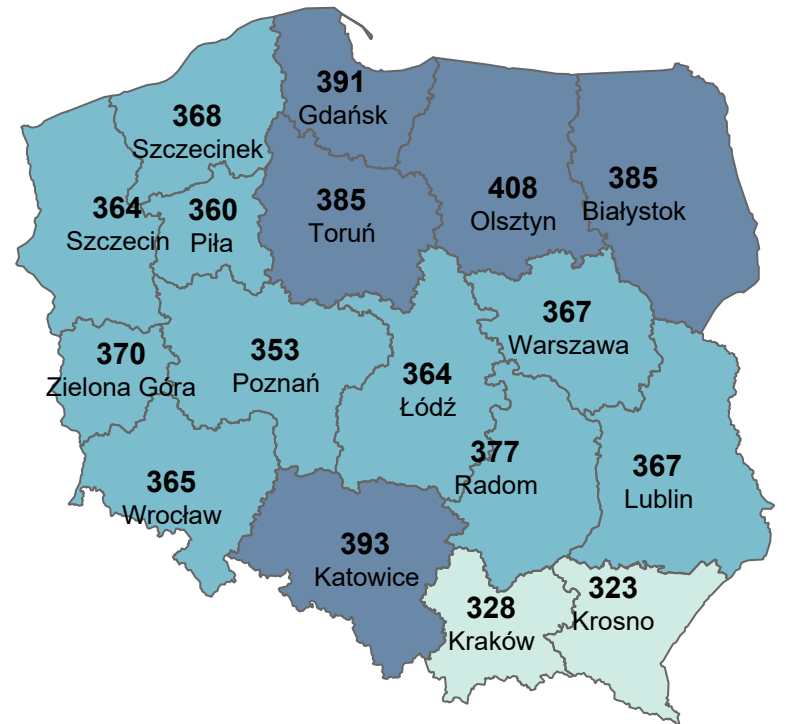 391
Gdańsk
368
Szczecinek
385
Białystok
408
Olsztyn
385
Toruń
364
Szczecin
360
Piła
367
Warszawa
370
Zielona Góra
353
Poznań
364
Łódź
377
Radom
367
Lublin
365
Wrocław
393
Katowice
328
Kraków
323
Krosno